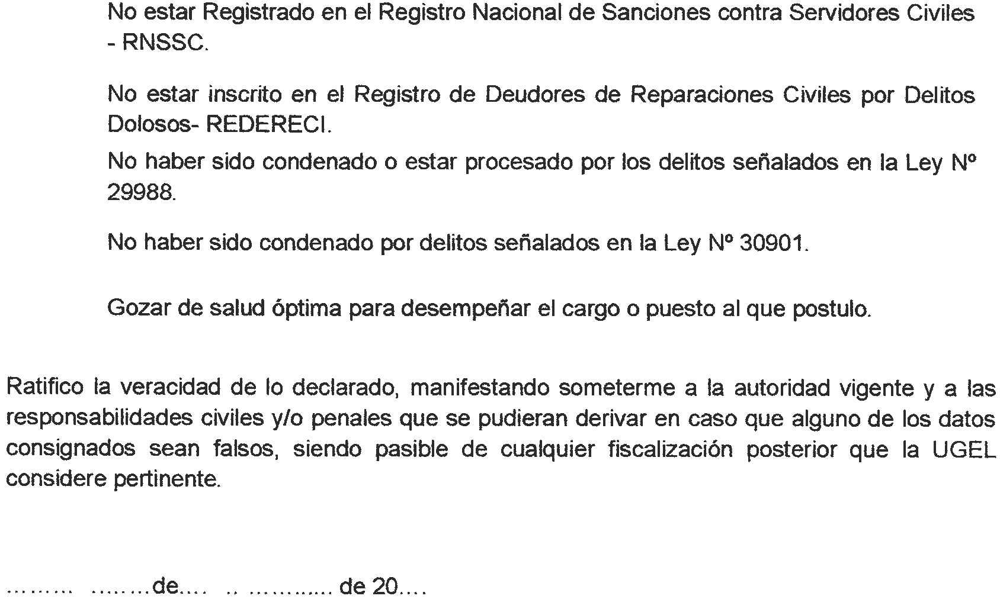 No estar Registrado en el Registro Nacional de Sanciones contra Servidores Civiles
- RNSSC.
No estar inscrito en el Registro de Deudores de Reparaciones Civiles por Delitos
Dolosos- REDERECI.
No haber sido condenado o estar procesado por los delitos señalados en la Ley Nº
29988.
No haber sido condenado por delitos señalados en la Ley Nº 30901.
Gozar de salud óptima para desempeñar el cargo o puesto al que postulo.
Ratifico la veracidad de lo declarado, manifestando someterme a la autoridad vigente y a las
responsabilidades civiles y/o penales que se pudieran derivar en caso que alguno de los datos
consignados sean falsos, siendo pasible de cualquier fiscalización posterior que la UGEL
considere pertinente.
......... ........de.... .. ............ de 20....